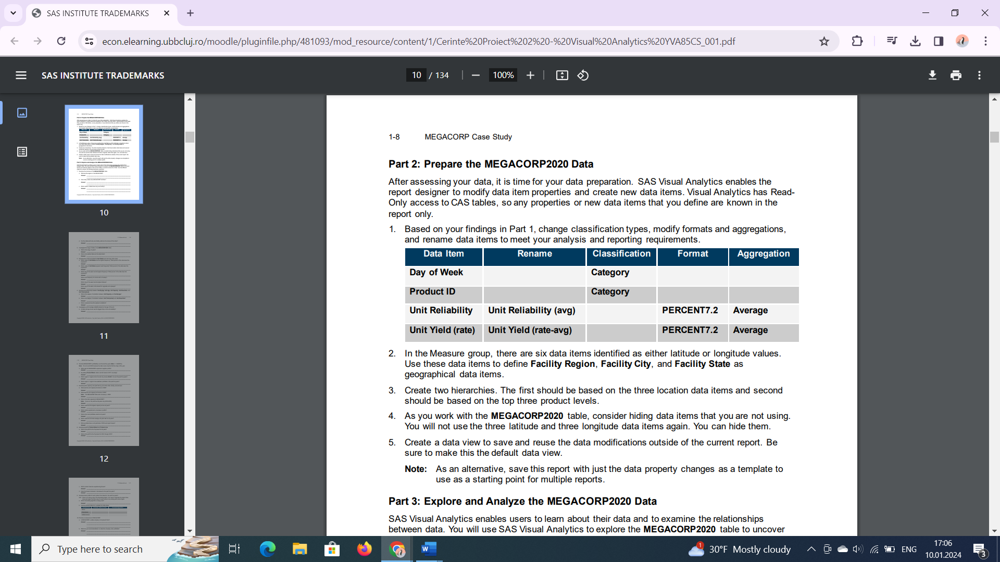 SAS INSTITUTE TRADEMARKS
econ.elearning.ubbcluj.ro/moodle/pluginfile.php/481093/mod_resource/content/1/Cerinte%20Proiect%202%20-%20Visual%20Analytics%20YVA85CS_001.pdf
SAS INSTITUTE TRADEMARKS
10 / 134
100%
10
11
12
1-8 MEGACORP Case Study
Part 2: Prepare the MEGACORP2020 Data
After assessing your data, it is time for your data preparation. SAS Visual Analytics enables the
report designer to modify data item properties and create new data items. Visual Analytics has Read-
Only access to CAS tables, so any properties or new data items that you define are known in the
report only.
1. Based on your findings in Part 1, change classification types, modify formats and aggregations,
and rename data items to meet your analysis and reporting requirements.
Data Item Rename Classification Format Aggregation
Day of Week Category
Product ID Category
Unit Reliability Unit Reliability (avg) PERCENT7.2 Average
Unit Yield (rate) Unit Yield (rate-avg) PERCENT7.2 Average
2. In the Measure group, there are six data items identified as either latitude or longitude values.
Use these data items to define Facility Region, Facility City, and Facility State as
geographical data items.
3. Create two hierarchies. The first should be based on the three location data items and second
should be based on the top three product levels.
4. As you work with the MEGACORP2020 table, consider hiding data items that you are not using.
You will not use the three latitude and three longitude data items again. You can hide them.
5. Create a data view to save and reuse the data modifications outside of the current report. Be
sure to make this the default data view.
Note: As an alternative, save this report with just the data property changes as a template to
use as a starting point for multiple reports.
Part 3: Explore and Analyze the MEGACORP2020 Data
SAS Visual Analytics enables users to learn about their data and to examine the relationships
between data. You will use SAS Visual Analytics to explore the MEGACORP2020 table to uncover
Type here to search
W
1
30°F Mostly cloudy
ENG
17:06
10.01.2024
3